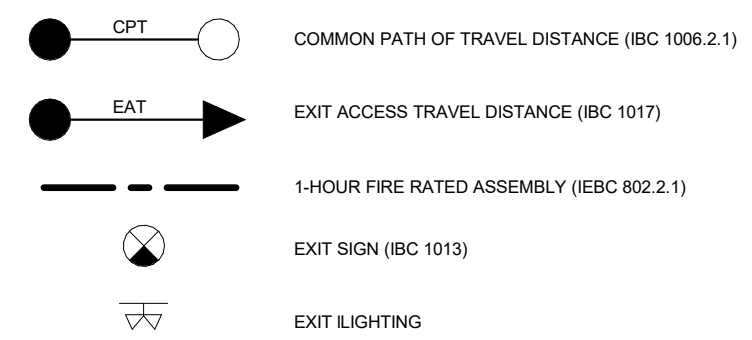 CPT
COMMON PATH OF TRAVEL DISTANCE (IBC 1006.2.1)
EAT
EXIT ACCESS TRAVEL DISTANCE (IBC 1017)
1-HOUR FIRE RATED ASSEMBLY (IEBC 802.2.1)
EXIT SIGN (IBC 1013)
EXIT ILIGHTING